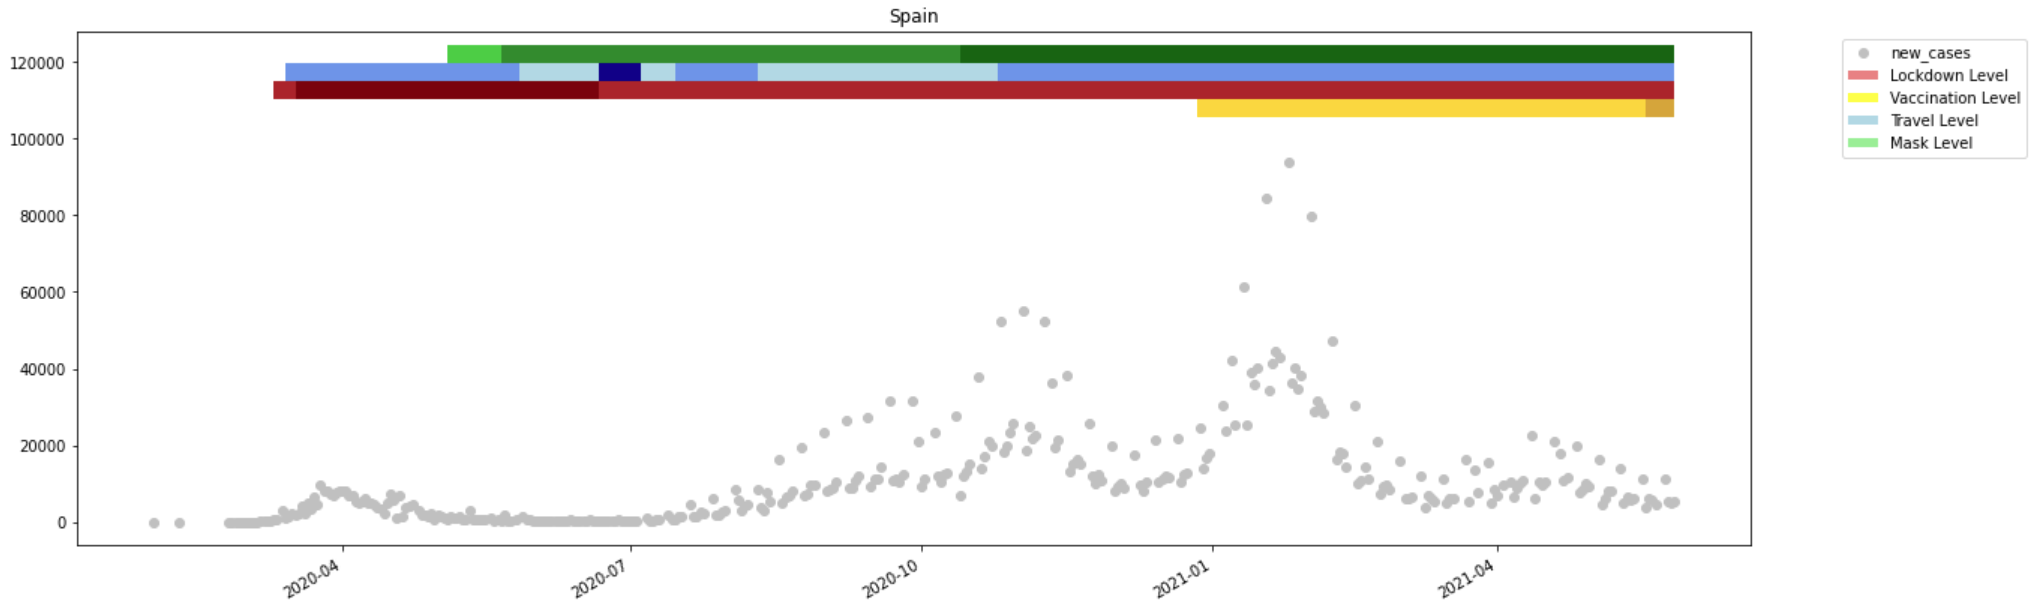 Spain
120000
100000
80000
60000
40000
20000
0
2020-04
2020-07
2020-10
2021-01
2021-04
new_cases
Lockdown Level
Vaccination Level
Travel Level
Mask Level